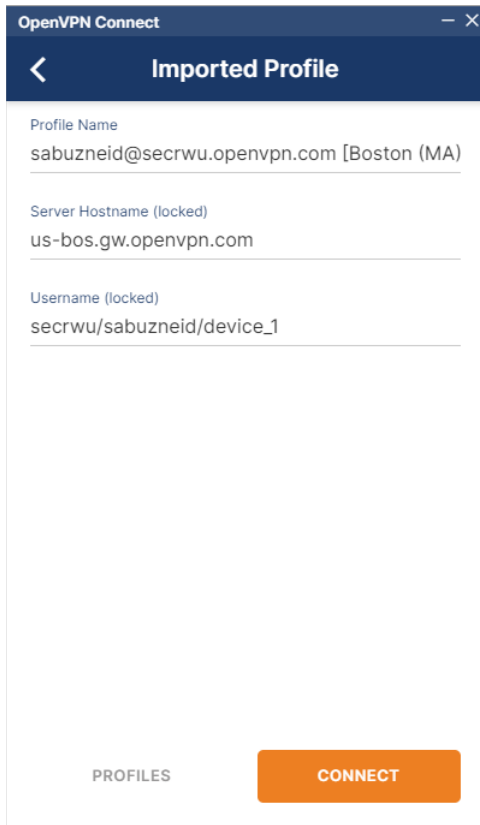 OpenVPN Connect
Imported Profile
Profile Name
sabuzneid@secrwu.openvpn.com [Boston (MA)
Server Hostname (locked)
us-bos.gw.openvpn.com
Username (locked)
secrwu/sabuzneid/device_1
PROFILES
CONNECT